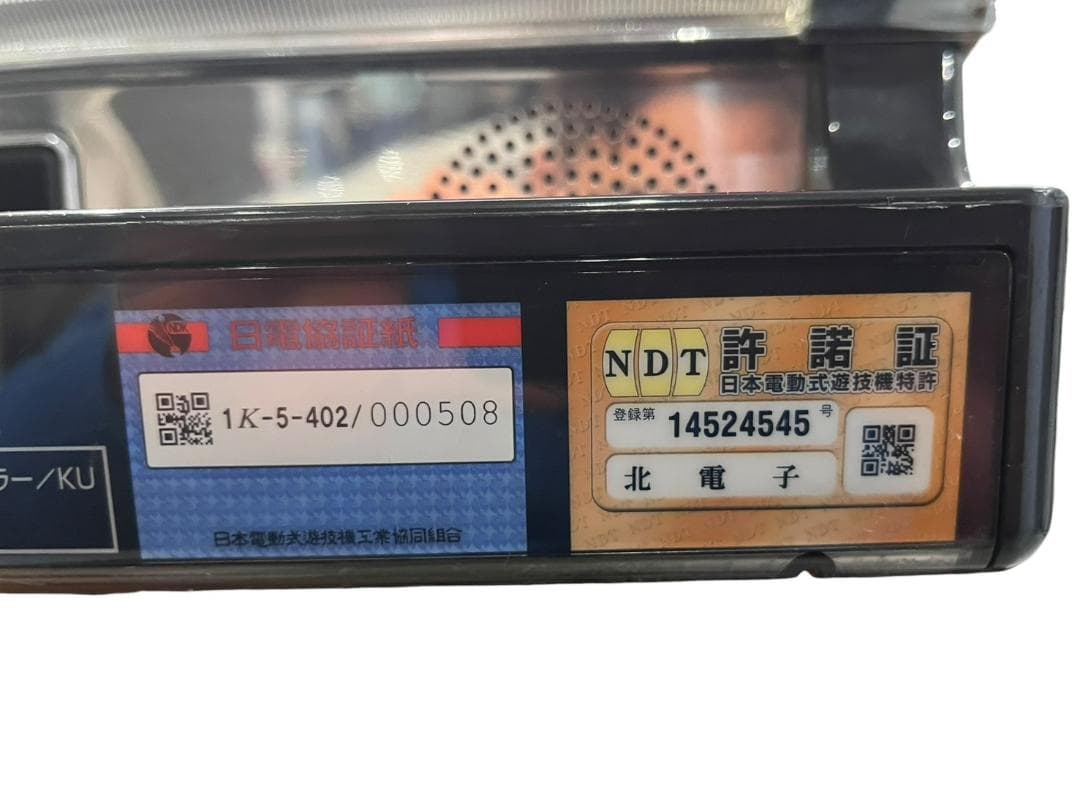 ラー/KU
NDK 日電協証紙
1K-5-402/000508
日本電動式遊技機工業協同組合
NDT 許諾証
日本電動式遊技機特許
登録第 14524545 号
北電子